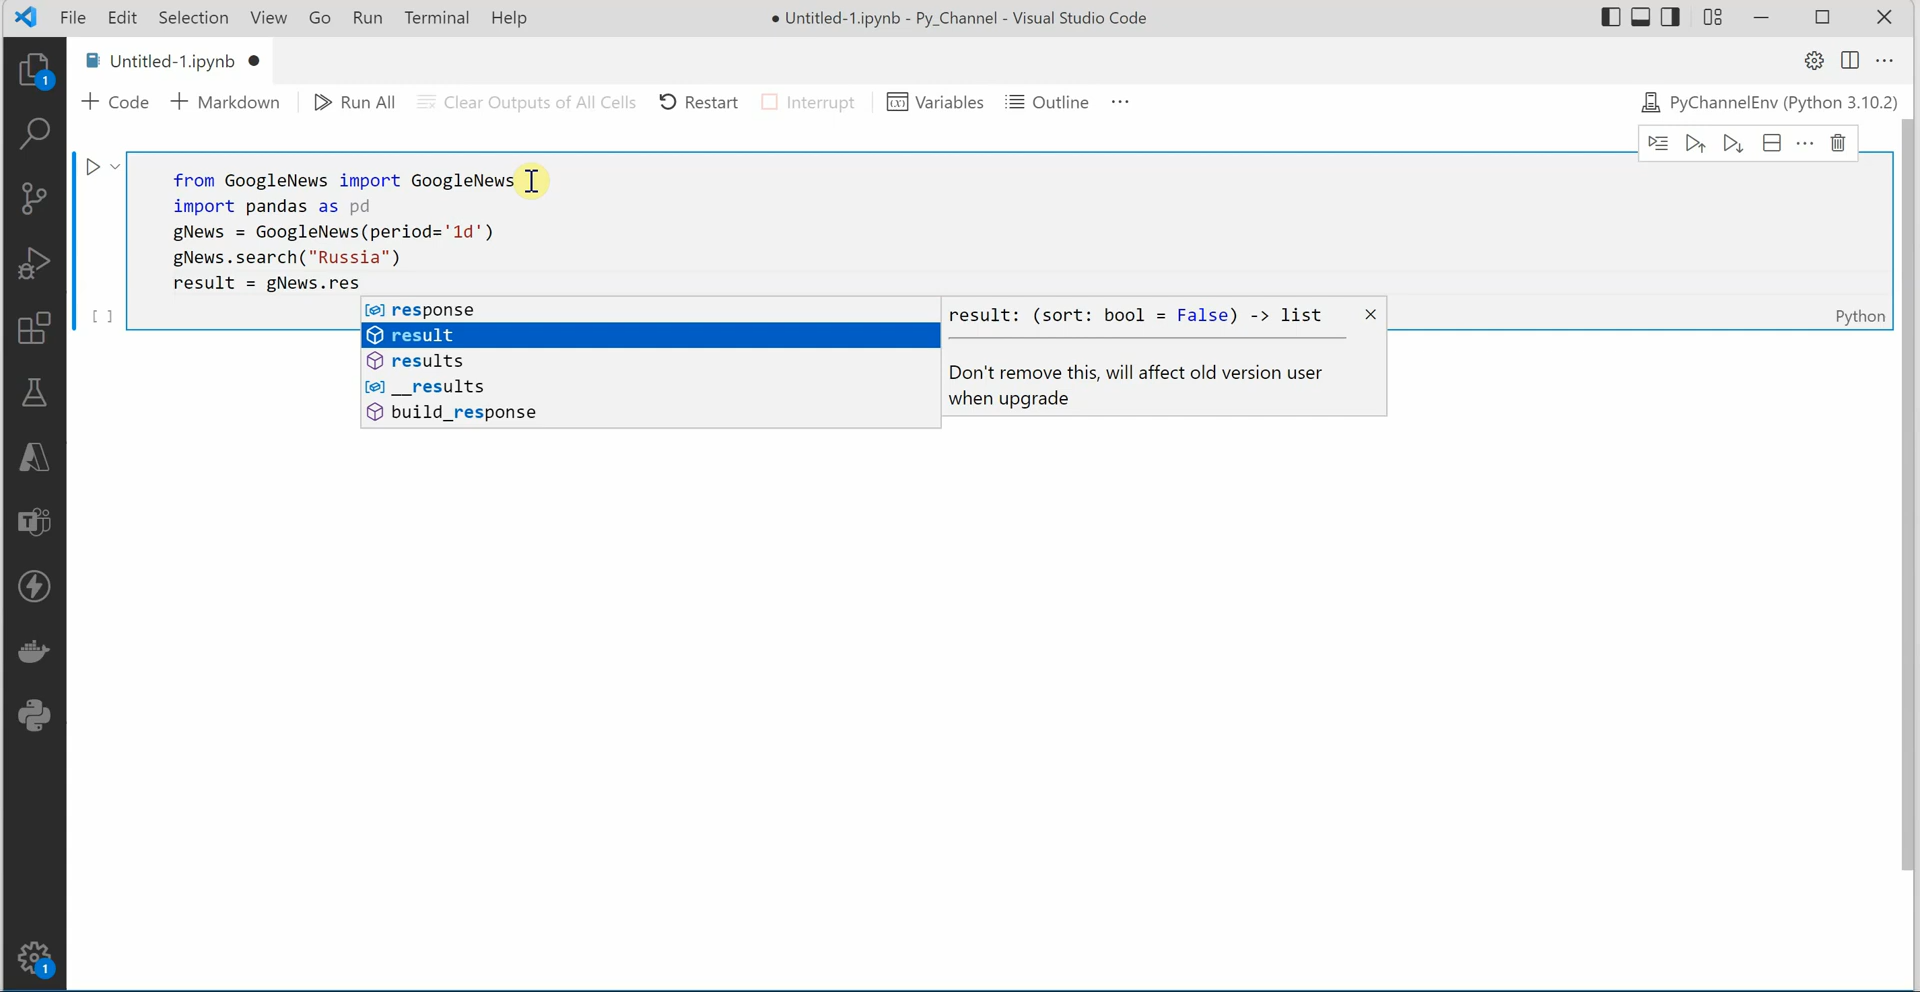 File Edit Selection View Go Run Terminal Help
● Untitled-1.ipynb - Py_Channel - Visual Studio Code
1
Untitled-1.ipynb ●
+ Code + Markdown Run All Clear Outputs of All Cells Restart Interrupt Variables Outline ...
PyChannelEnv (Python 3.10.2)
from GoogleNews import GoogleNews
import pandas as pd
gNews = GoogleNews(period='1d')
gNews.search("Russia")
result = gNews.res
[ ]
Python
response
result
results
__results
build_response
result: (sort: bool = False) -> list
Don't remove this, will affect old version user
when upgrade
1